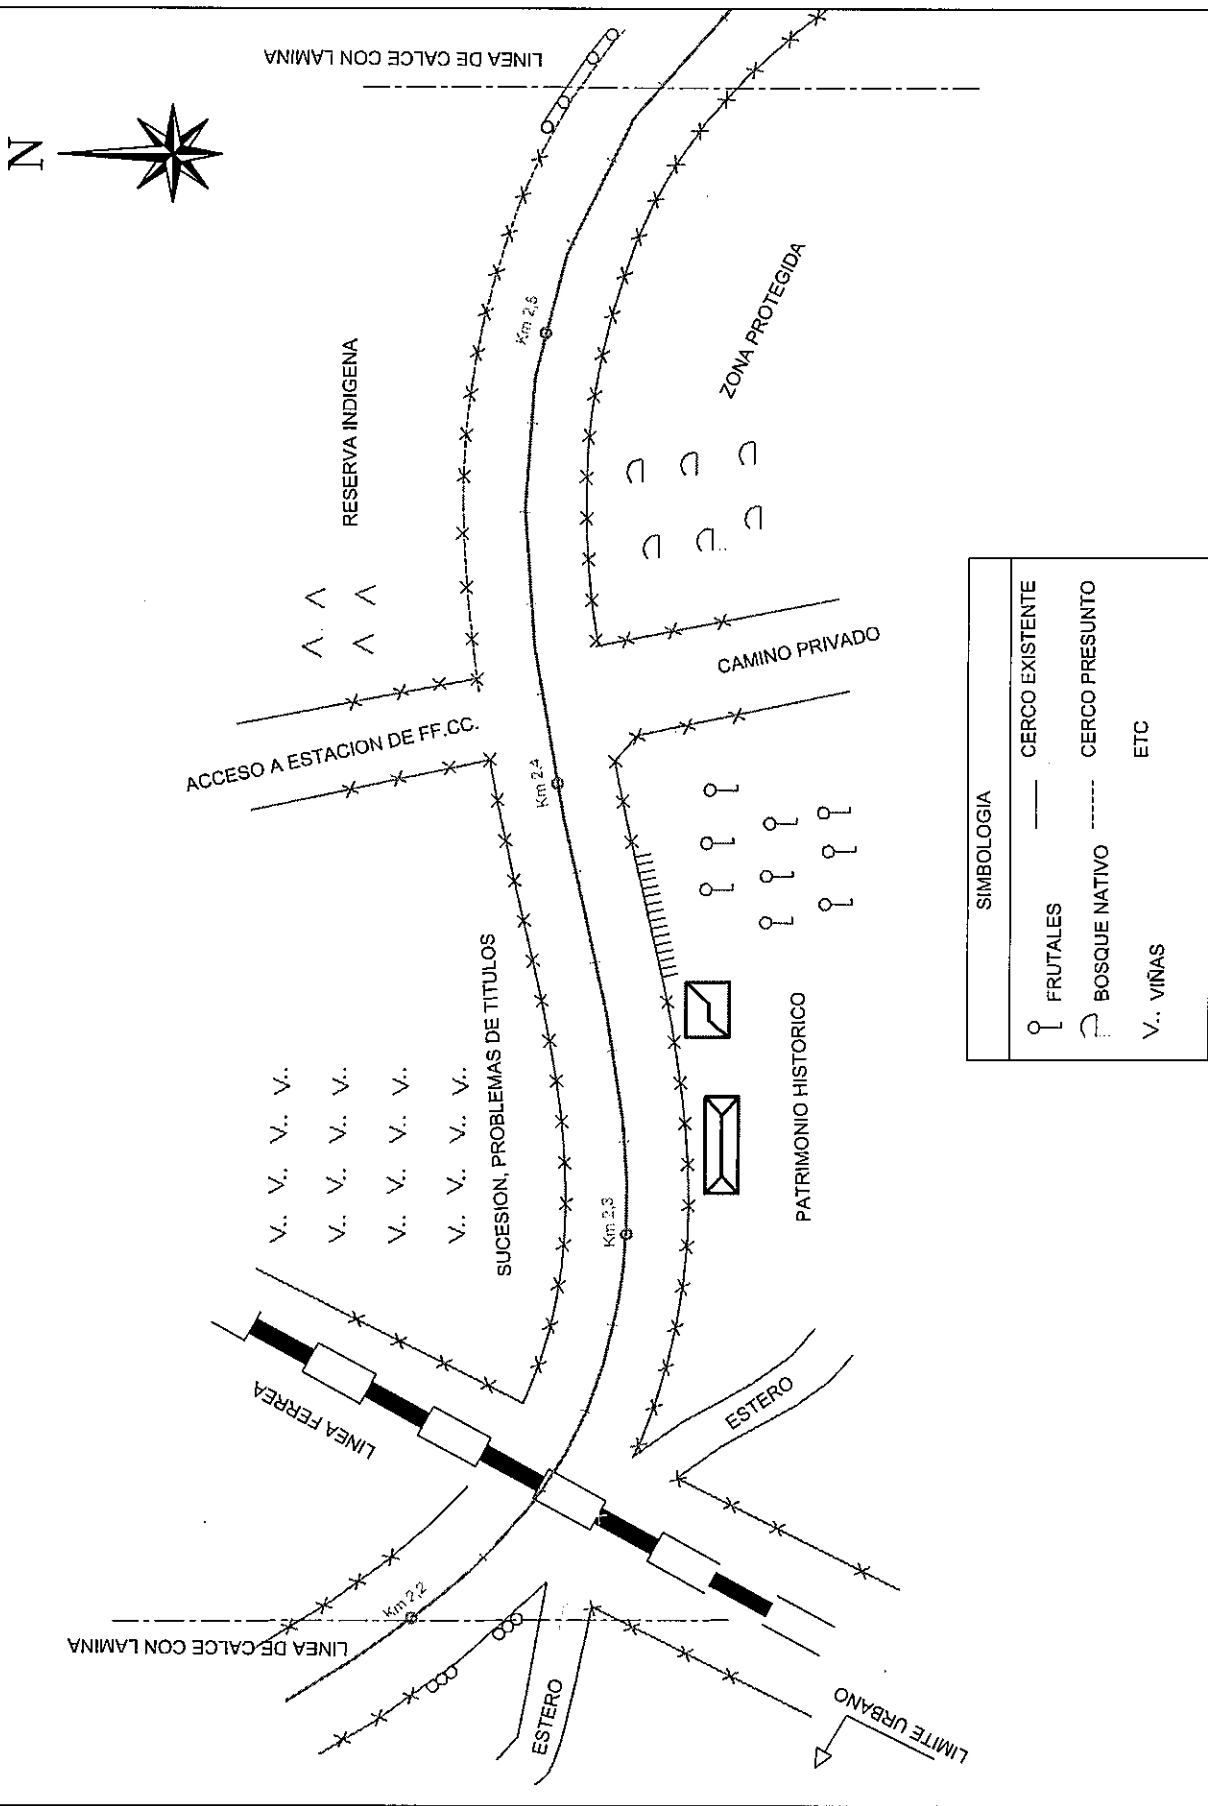 N
LINEA DE CALCE CON LAMINA
LINEA DE CALCE CON LAMINA
LINEA FERREA
ACCESO A ESTACION DE FF.CC.
RESERVA INDIGENA
V.. V.. V.. V..
V.. V.. V.. V..
V.. V.. V.. V..
V.. V.. V.. V..
SUCESION, PROBLEMAS DE TITULOS
Km 2,2
Km 2,3
Km 2,4
Km 2,5
ESTERO
ESTERO
LIMITE URBANO
PATRIMONIO HISTORICO
CAMINO PRIVADO
ZONA PROTEGIDA
SIMBOLOGIA
FRUTALES
CERCO EXISTENTE
BOSQUE NATIVO
CERCO PRESUNTO
V.. VIÑAS
ETC